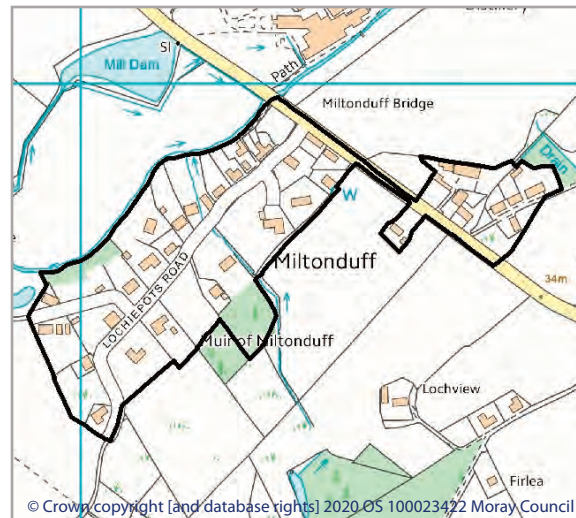 Distillery
SI
Mill Dam
Path
Miltonduff Bridge
Drain
W
LOCHIEPOTS ROAD
Miltonduff
34m
Muir of Miltonduff
Lochview
Firlea
© Crown copyright [and database rights] 2020 OS 100023422 Moray Council